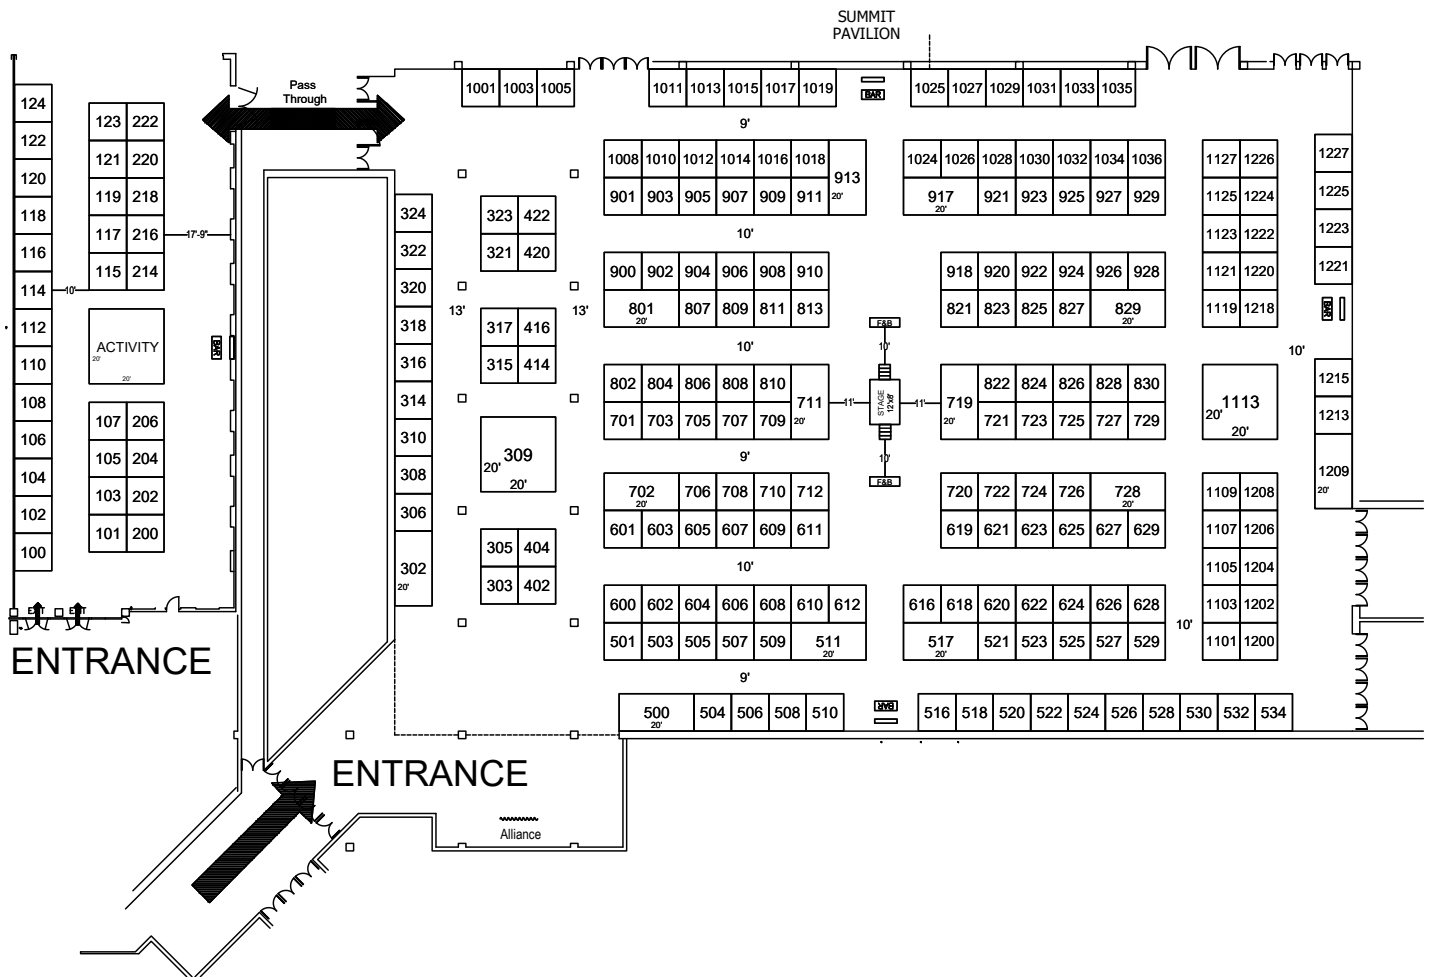 SUMMIT
PAVILION
Pass
Through
1001 1003 1005
1011 1013 1015 1017 1019
BAR
1025 1027 1029 1031 1033 1035
9'
124
122
120
118
116
114
112
110
108
106
104
102
100
123 222
121 220
119 218
117 216
115 214
17'-9"
10'
ACTIVITY
20'
20'
BAR
107 206
105 204
103 202
101 200
EXIT
EXIT
ENTRANCE
324
322
320
318
316
314
310
308
306
302
20'
13'
13'
323 422
321 420
317 416
315 414
309
20'
20'
305 404
303 402
1008 1010 1012 1014 1016 1018
913
20'
901 903 905 907 909 911
10'
900 902 904 906 908 910
801 807 809 811 813
20'
10'
802 804 806 808 810
711
20'
701 703 705 707 709
9'
702 706 708 710 712
20'
601 603 605 607 609 611
10'
600 602 604 606 608 610 612
501 503 505 507 509 511
20'
9'
500 504 506 508 510
20'
F&B
10'
11'
STAGE
12'x8'
11'
10'
F&B
BAR
1024 1026 1028 1030 1032 1034 1036
917 921 923 925 927 929
20'
918 920 922 924 926 928
821 823 825 827 829
20'
719
20'
822 824 826 828 830
721 723 725 727 729
720 722 724 726 728
20'
619 621 623 625 627 629
616 618 620 622 624 626 628
517 521 523 525 527 529
20'
516 518 520 522 524 526 528 530 532 534
10'
1127 1226
1125 1224
1123 1222
1121 1220
1119 1218
1113
20'
20'
1109 1208
1107 1206
1105 1204
1103 1202
1101 1200
1227
1225
1223
1221
BAR
10'
1215
1213
1209
20'
ENTRANCE
Alliance